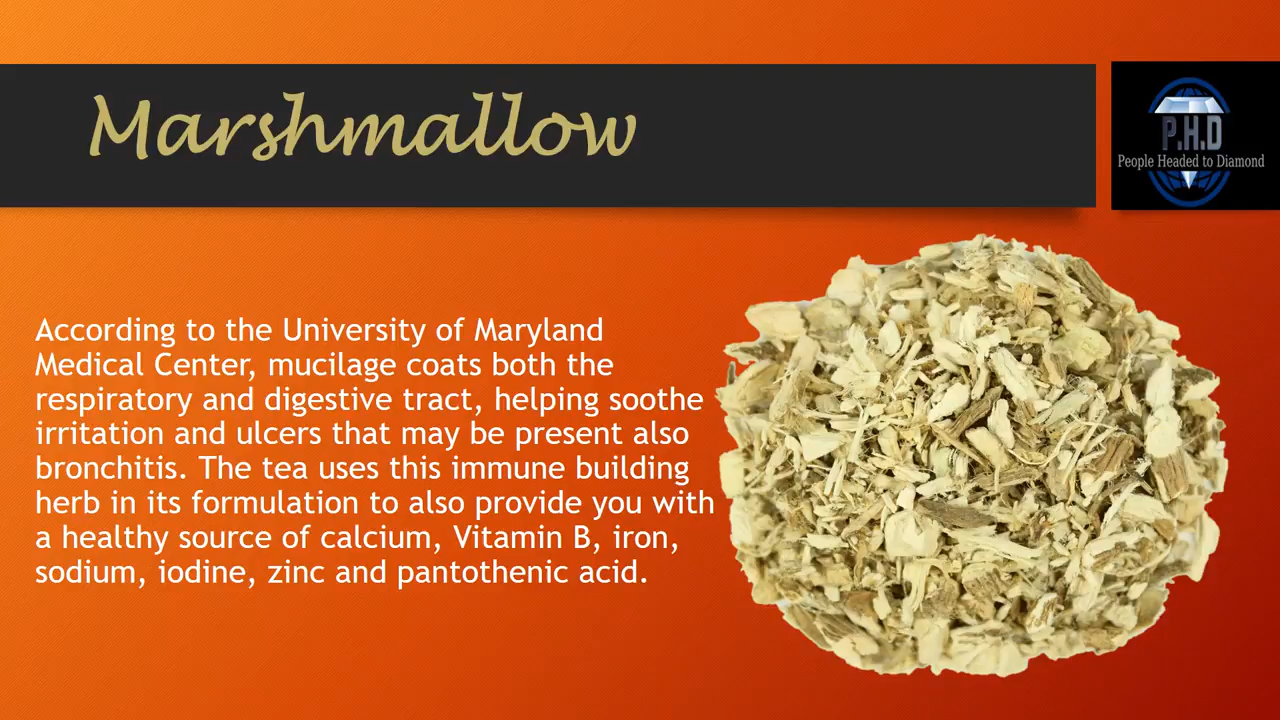 Marshmallow
P.H.D
People Headed to Diamond
According to the University of Maryland
Medical Center, mucilage coats both the
respiratory and digestive tract, helping soothe
irritation and ulcers that may be present also
bronchitis. The tea uses this immune building
herb in its formulation to also provide you with
a healthy source of calcium, Vitamin B, iron,
sodium, iodine, zinc and pantothenic acid.